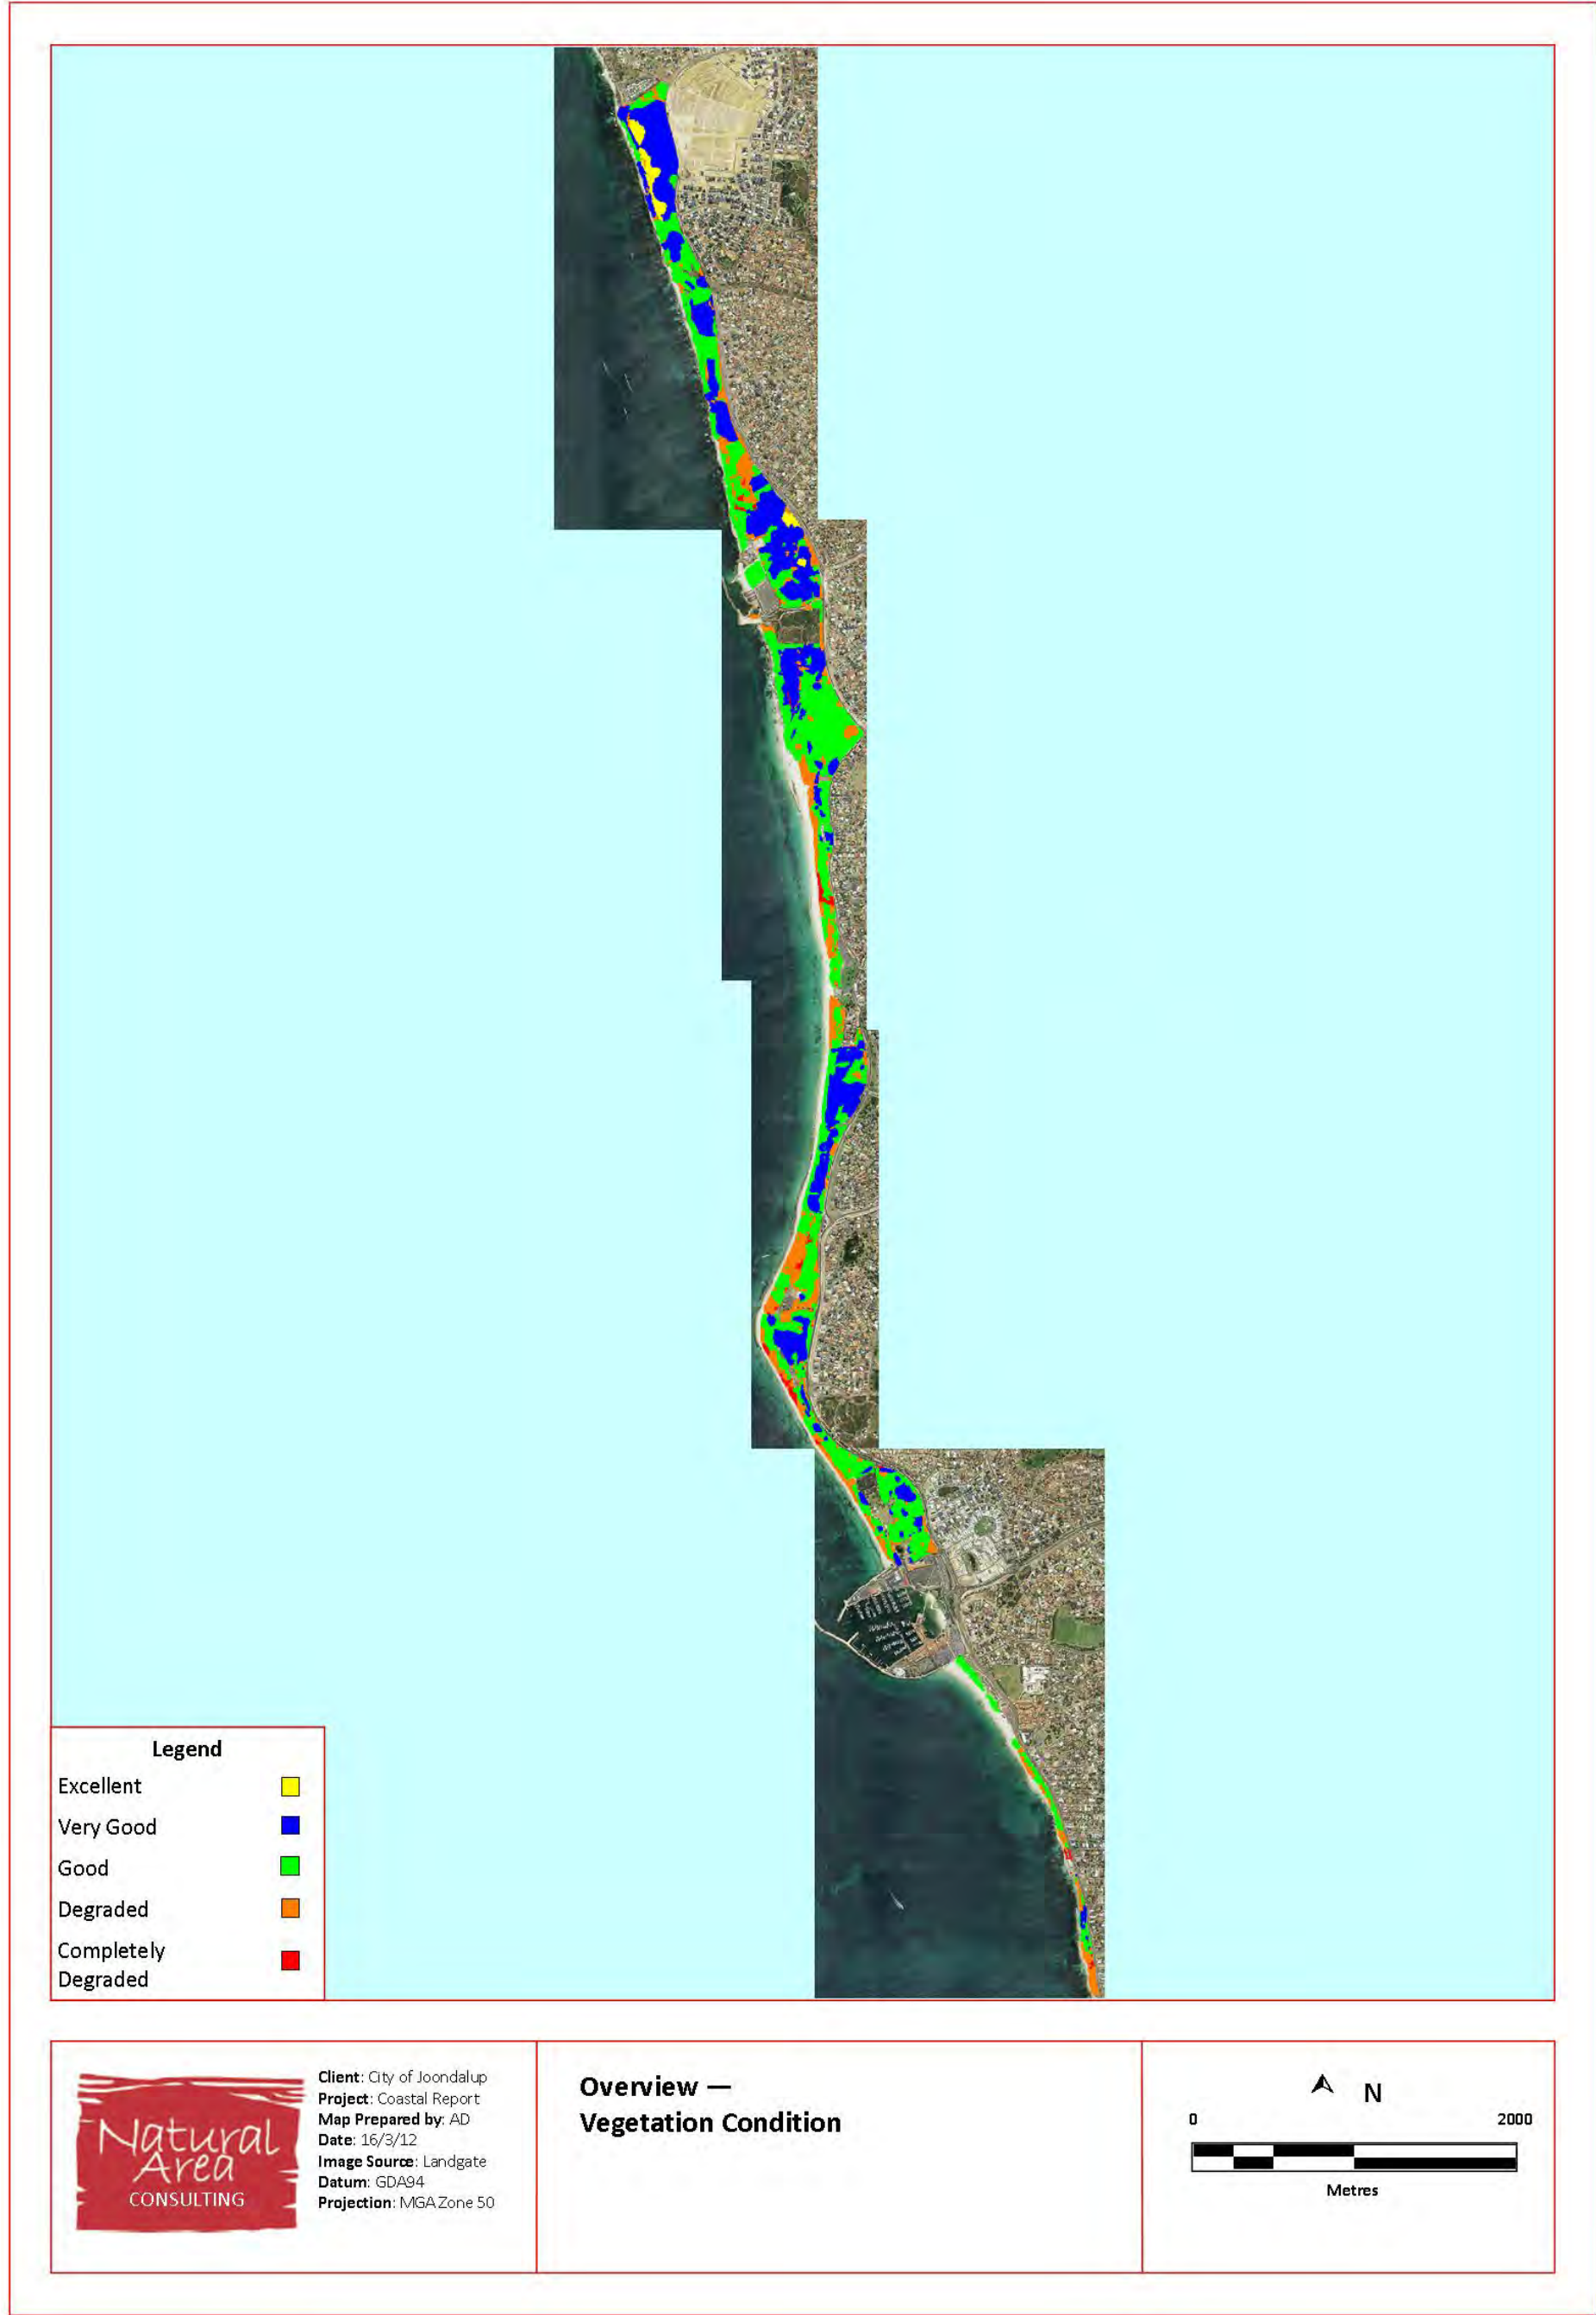 Legend
Excellent
Very Good
Good
Degraded
Completely
Degraded
Natural
Area
CONSULTING
Client: City of Joondalup
Project: Coastal Report
Map Prepared by: AD
Date: 16/3/12
Image Source: Landgate
Datum: GDA94
Projection: MGA Zone 50
Overview —
Vegetation Condition
N
0 2000
Metres